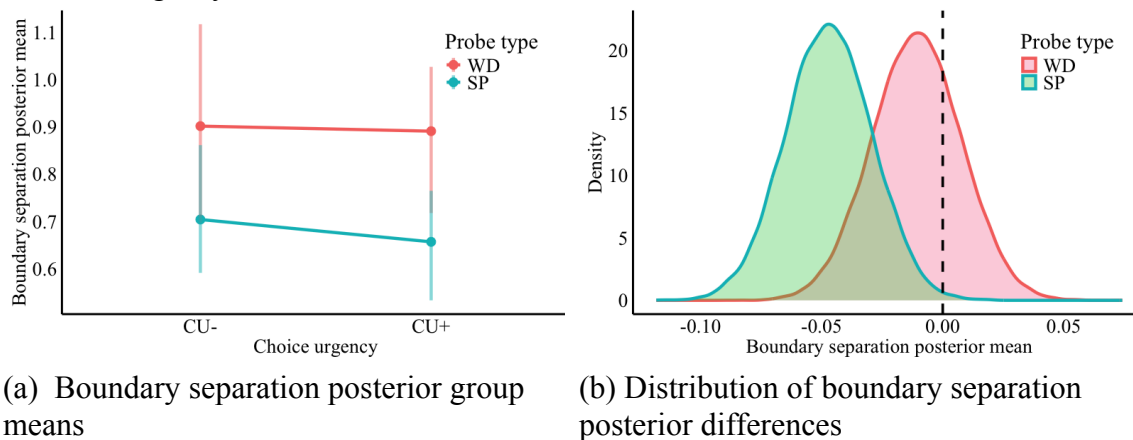 Boundary separation posterior mean
1.1
1.0
0.9
0.8
0.7
0.6
Probe type
WD
SP
CU-
CU+
Choice urgency
(a) Boundary separation posterior group
means
Density
20
15
10
5
0
Probe type
WD
SP
-0.10
-0.05
0.00
0.05
Boundary separation posterior mean
(b) Distribution of boundary separation
posterior differences